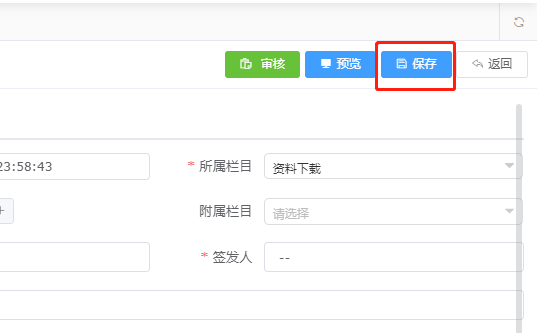 审核 预览 保存 返回
23:58:43 * 所属栏目 资料下载
+ 附属栏目 请选择
* 签发人 --